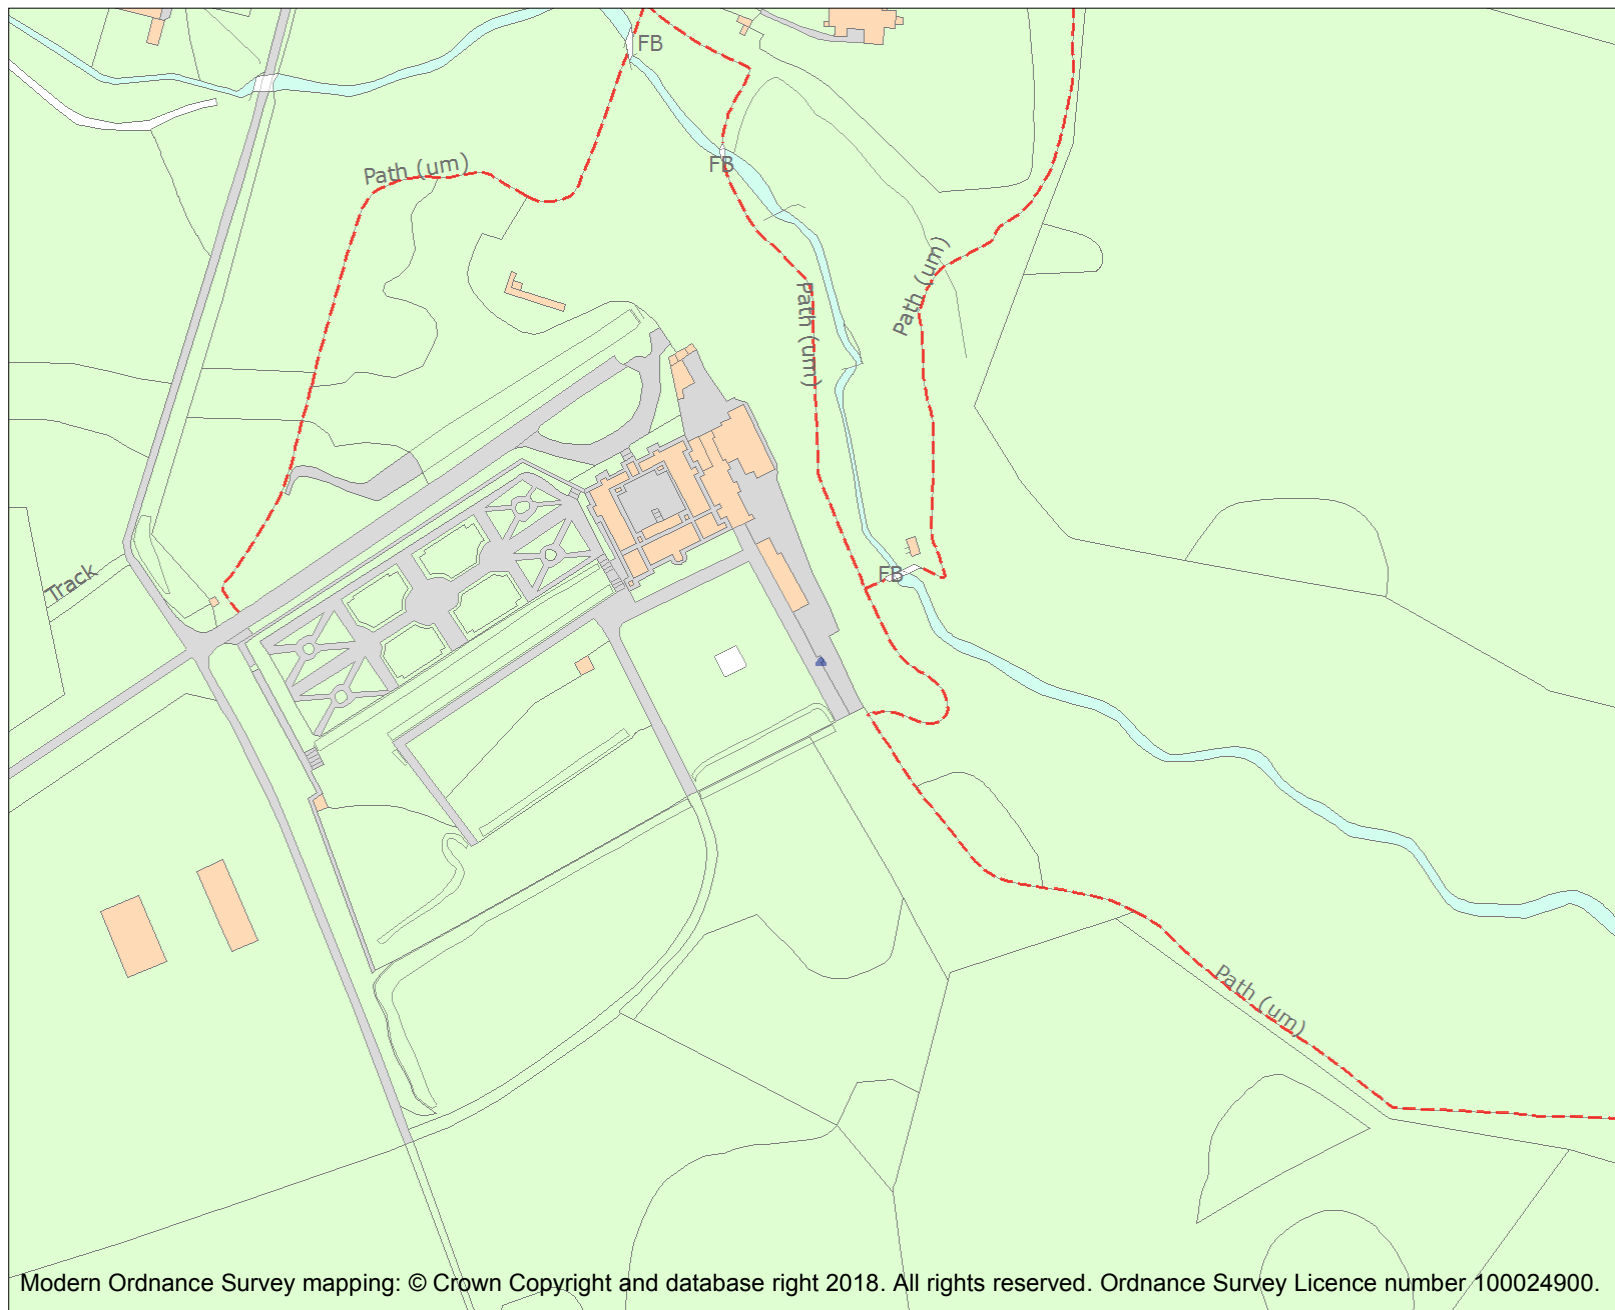 FB
FB
Path (um)
Path (um)
Path (um)
FB
Track
Path (um)
Modern Ordnance Survey mapping: © Crown Copyright and database right 2018. All rights reserved. Ordnance Survey Licence number 100024900.